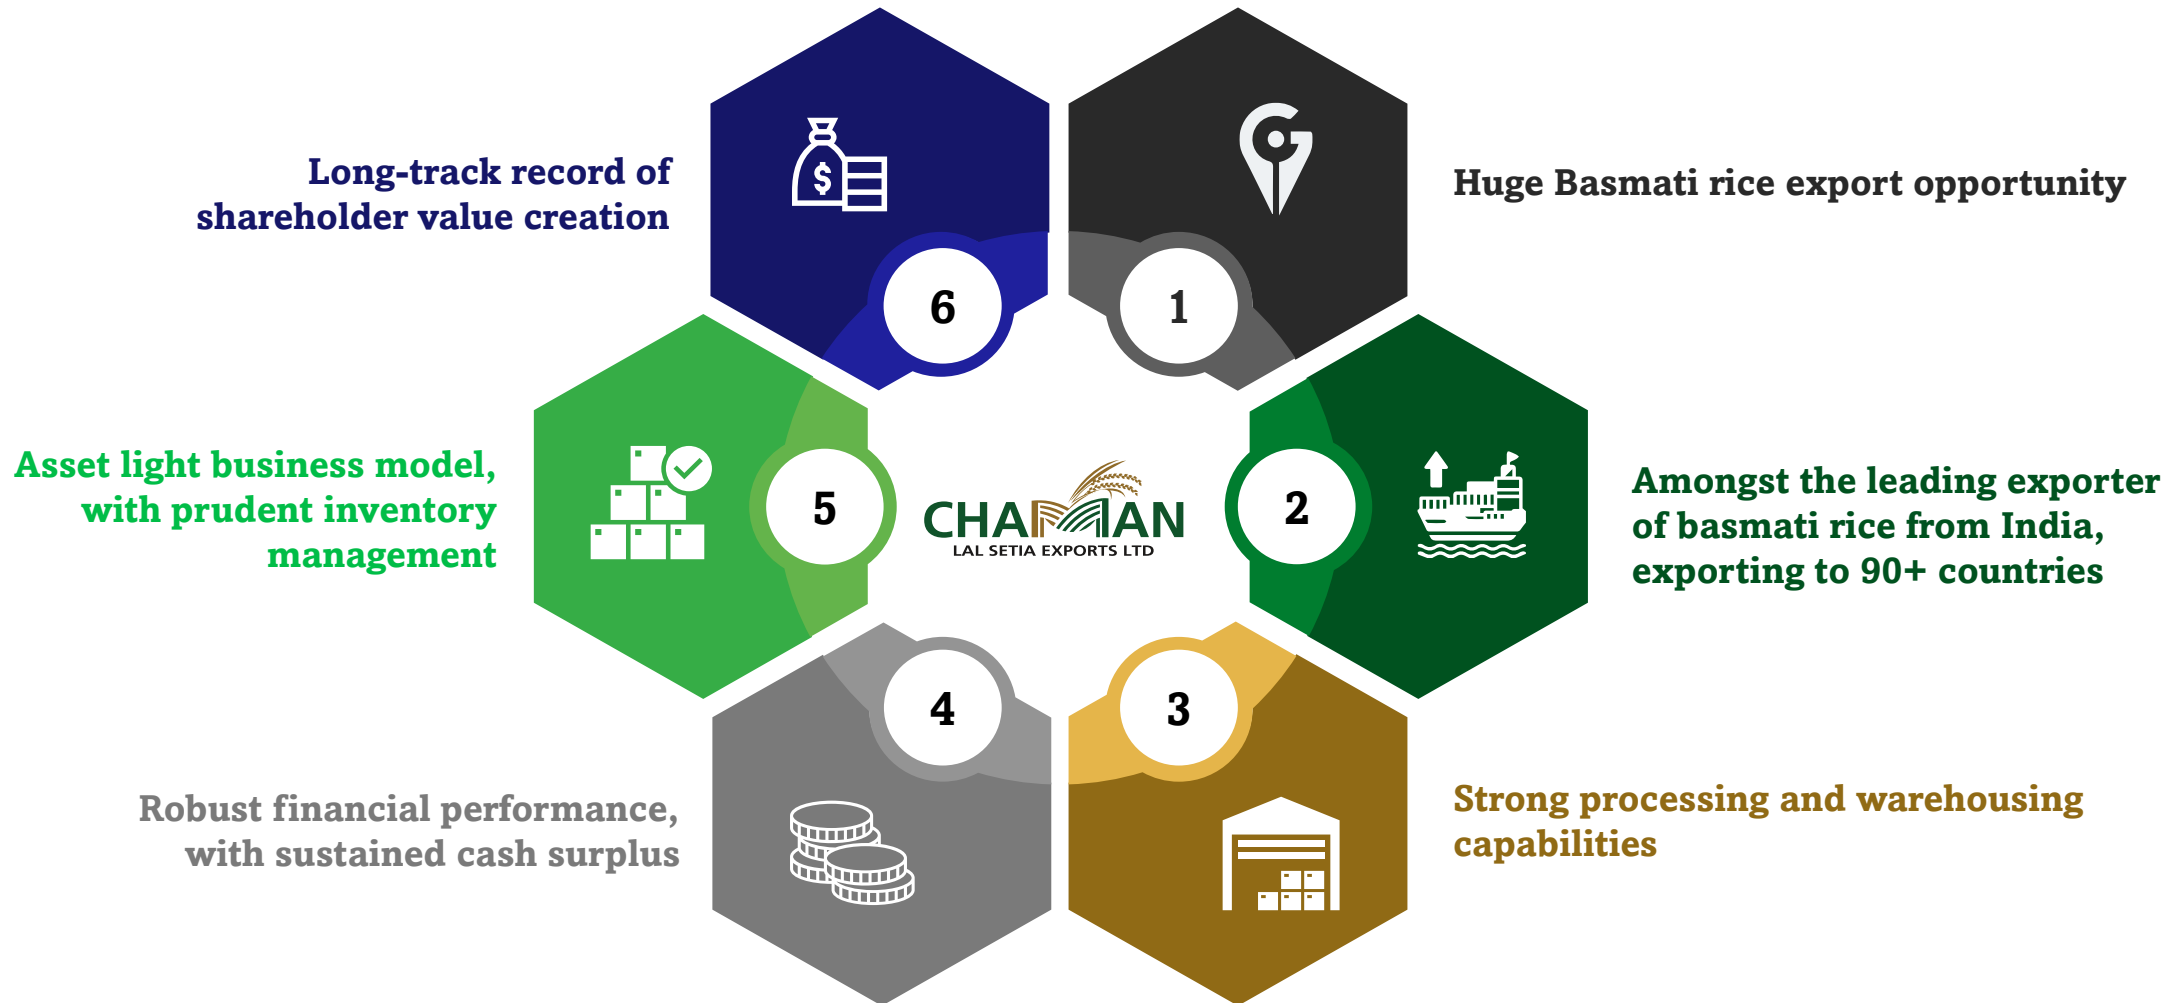 1
Huge Basmati rice export opportunity
2
Amongst the leading exporter
of basmati rice from India,
exporting to 90+ countries
3
Strong processing and warehousing
capabilities
4
Robust financial performance,
with sustained cash surplus
5
Asset light business model,
with prudent inventory
management
6
Long-track record of
shareholder value creation
$
G
CHAMAN
LAL SETIA EXPORTS LTD